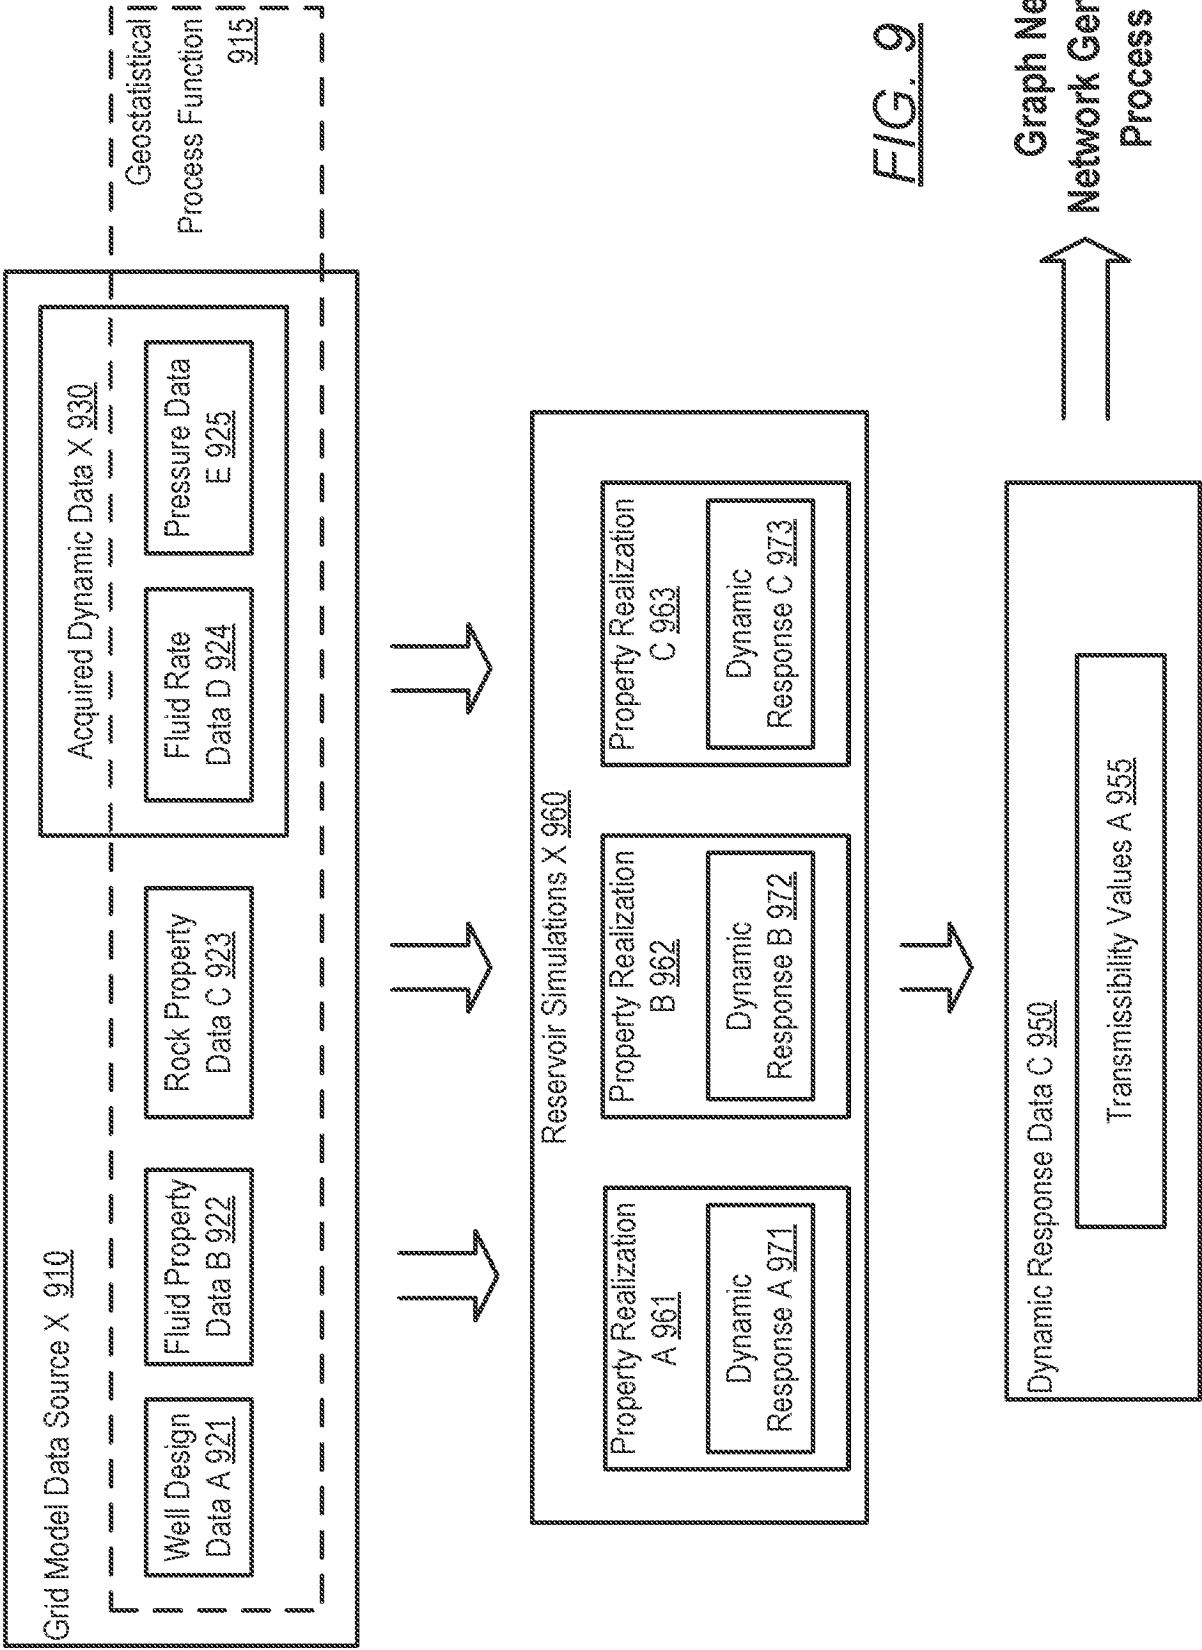 Grid Model Data Source X 910
Geostatistical
Process Function
915
Acquired Dynamic Data X 930
Well Design
Data A 921
Fluid Property
Data B 922
Rock Property
Data C 923
Fluid Rate
Data D 924
Pressure Data
E 925
Reservoir Simulations X 960
Property Realization
A 961
Dynamic
Response A 971
Property Realization
B 962
Dynamic
Response B 972
Property Realization
C 963
Dynamic
Response C 973
Dynamic Response Data C 950
Transmissibility Values A 955
FIG. 9
Graph
Network
Process